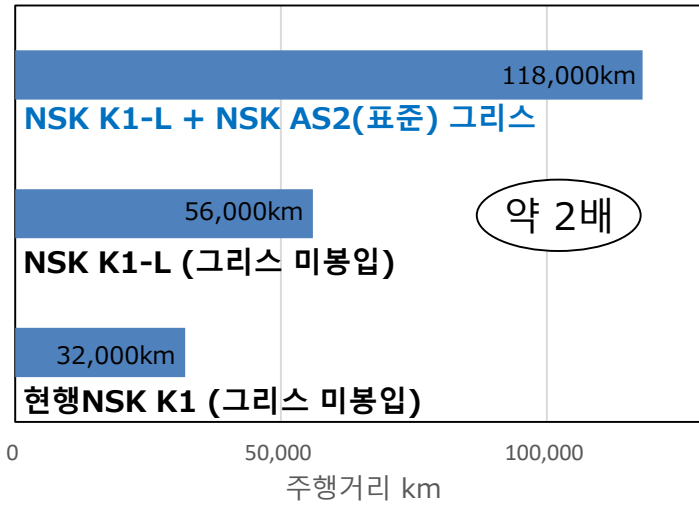 118,000km
NSK K1-L + NSK AS2(표준) 그리스
56,000km
약 2배
NSK K1-L (그리스 미봉입)
32,000km
현행NSK K1 (그리스 미봉입)
0 50,000 100,000
주행거리 km